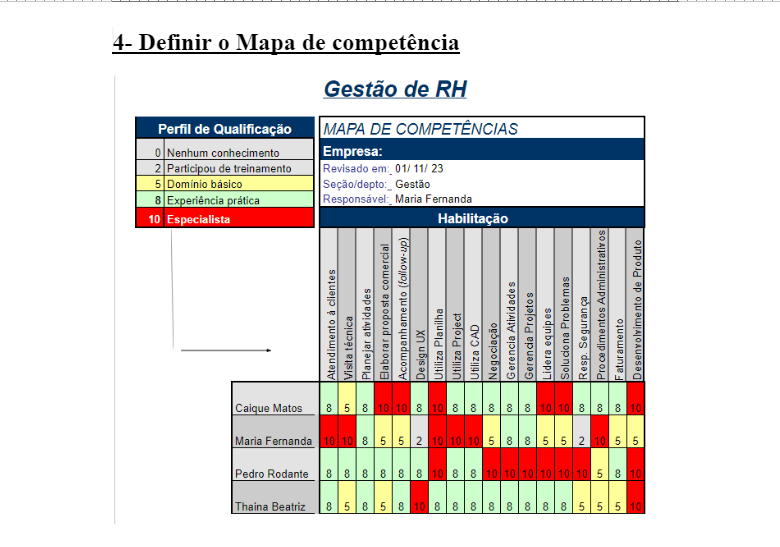 4- Definir o Mapa de competência
Gestão de RH
Perfil de Qualificação
0 Nenhum conhecimento
2 Participou de treinamento
5 Domínio básico
8 Experiência prática
10 Especialista
MAPA DE COMPETÊNCIAS
Empresa:
Revisado em:_ 01/ 11/ 23
Seção/depto:_ Gestão
Responsável:_ Maria Fernanda
Habilitação
Atendimento à clientes
Visita técnica
Planejar atividades
Elaborar proposta comercial
Acompanhamento (follow-up)
Design UX
Utiliza Planilha
Utiliza Project
Utiliza CAD
Negociação
Gerencia Atividades
Gerenda Projetos
Lidera equipes
Soluciona Problemas
Resp. Segurança
Procedimentos Administrativos
Faturamento
Desenvolvimento de Produto
Caique Matos 8 5 8 10 10 8 10 8 8 8 8 8 10 10 8 8 8 10
Maria Fernanda 10 10 8 5 5 2 10 10 10 5 8 8 5 5 2 10 5 5
Pedro Rodante 8 8 8 8 8 8 10 8 8 10 10 10 10 10 10 5 8 10
Thaina Beatriz 8 5 8 5 8 10 8 8 8 8 8 8 8 8 5 5 5 10